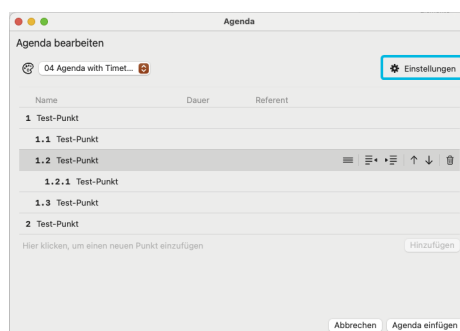 Agenda
Agenda bearbeiten
04 Agenda with Timet...
Einstellungen
Name Dauer Referent
1 Test-Punkt
1.1 Test-Punkt
1.2 Test-Punkt
1.2.1 Test-Punkt
1.3 Test-Punkt
2 Test-Punkt
Hier klicken, um einen neuen Punkt einzufügen Hinzufügen
Abbrechen Agenda einfügen